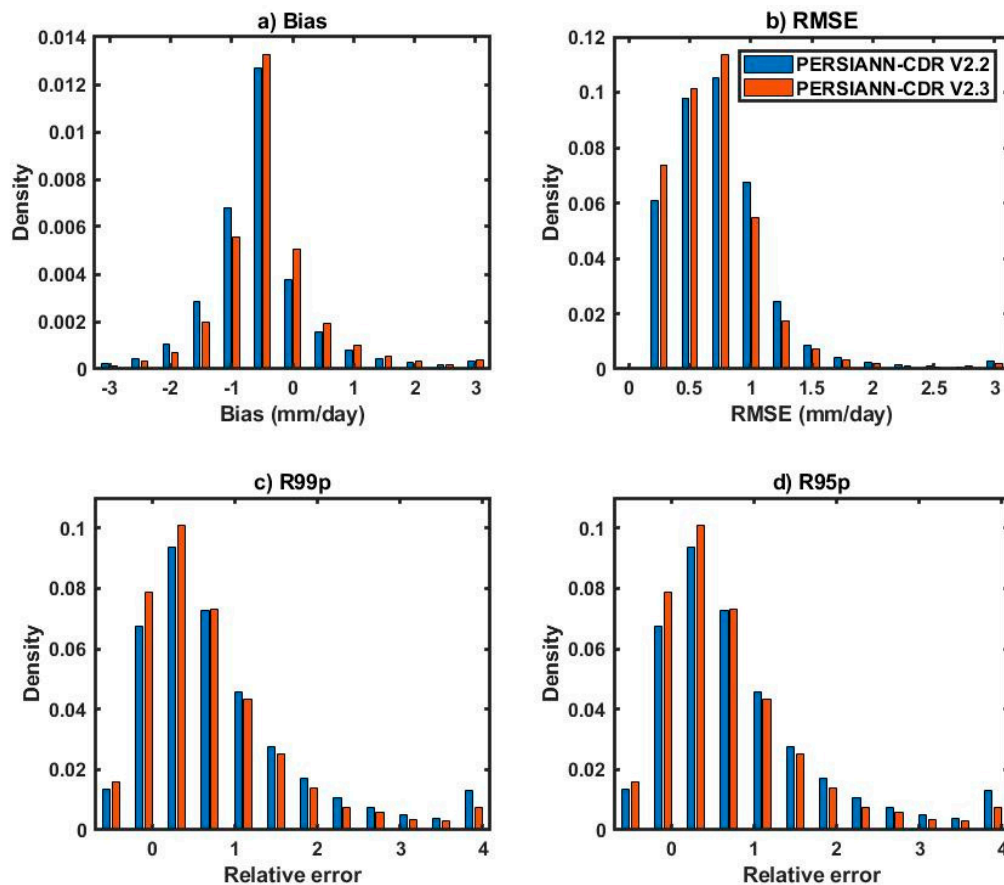 a) Bias
0.014
0.012
0.01
0.008
0.006
0.004
0.002
0
Density
-3 -2 -1 0 1 2 3
Bias (mm/day)
b) RMSE
PERSIANN-CDR V2.2
PERSIANN-CDR V2.3
0.12
0.1
0.08
0.06
0.04
0.02
0
Density
0 0.5 1 1.5 2 2.5 3
RMSE (mm/day)
c) R99p
0.1
0.08
0.06
0.04
0.02
0
Density
0 1 2 3 4
Relative error
d) R95p
0.1
0.08
0.06
0.04
0.02
0
Density
0 1 2 3 4
Relative error